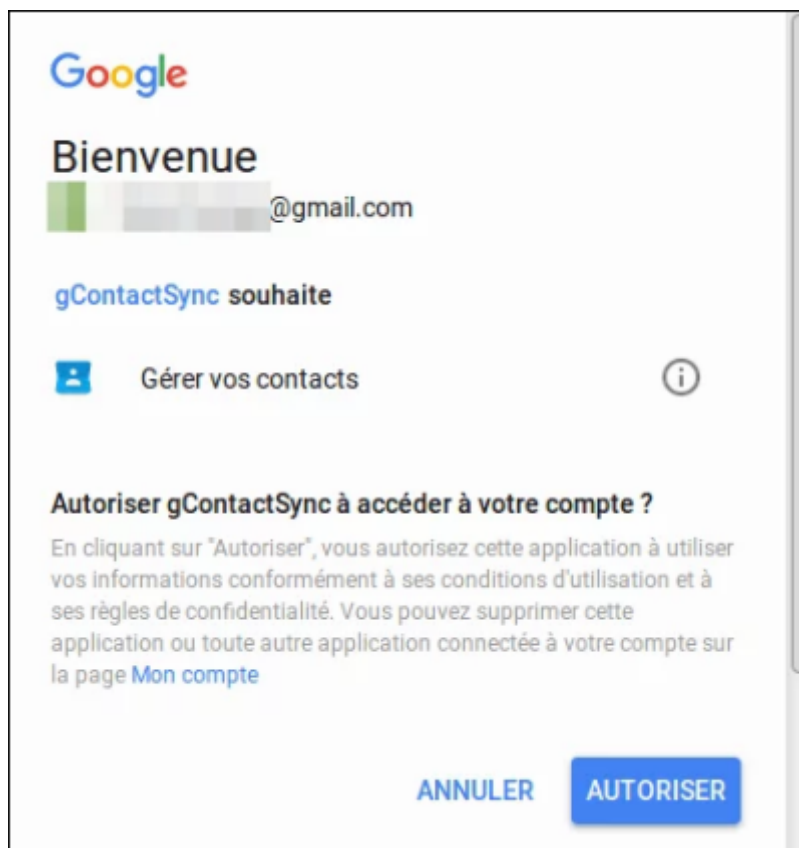 Google
Bienvenue
@gmail.com
gContactSync souhaite
Gérer vos contacts
Autoriser gContactSync à accéder à votre compte ?
En cliquant sur "Autoriser", vous autorisez cette application à utiliser
vos informations conformément à ses conditions d'utilisation et à
ses règles de confidentialité. Vous pouvez supprimer cette
application ou toute autre application connectée à votre compte sur
la page Mon compte
ANNULER AUTORISER